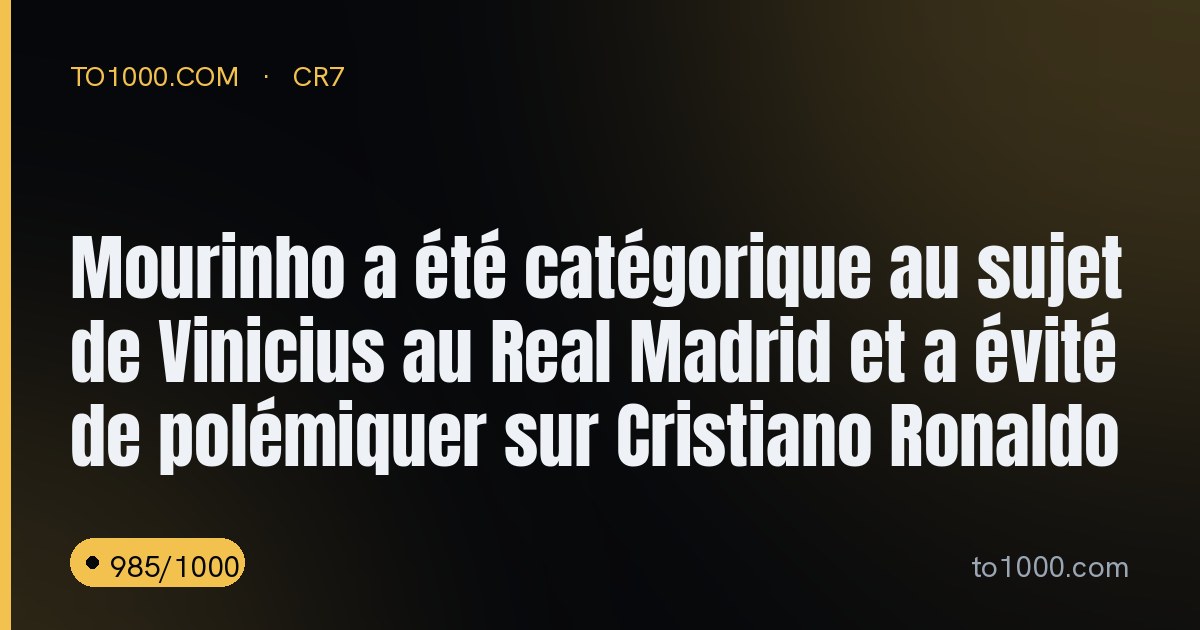 TO1000.COM · CR7
Mourinho a été catégorique au sujet
de Vinicius au Real Madrid et a évité
de polémiquer sur Cristiano Ronaldo
985/1000
to1000.com